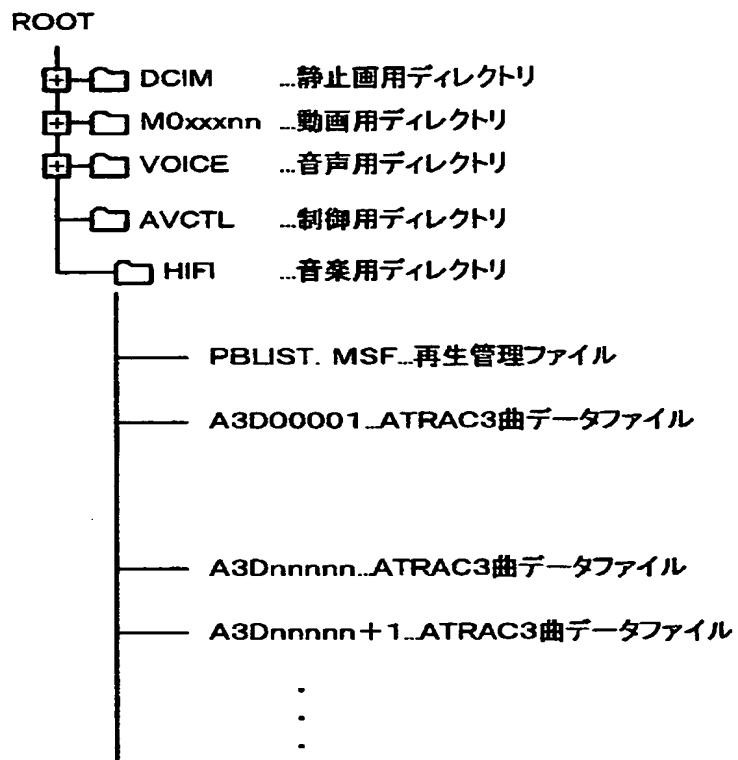 ROOT
DCIM ...静止画用ディレクトリ
MOxxxnn ...動画用ディレクトリ
VOICE ...音声用ディレクトリ
AVCTL ...制御用ディレクトリ
HIFI ...音楽用ディレクトリ
PBLIST. MSF...再生管理ファイル
A3D00001...ATRAC3曲データファイル
A3Dnnnnn...ATRAC3曲データファイル
A3Dnnnnn+1...ATRAC3曲データファイル